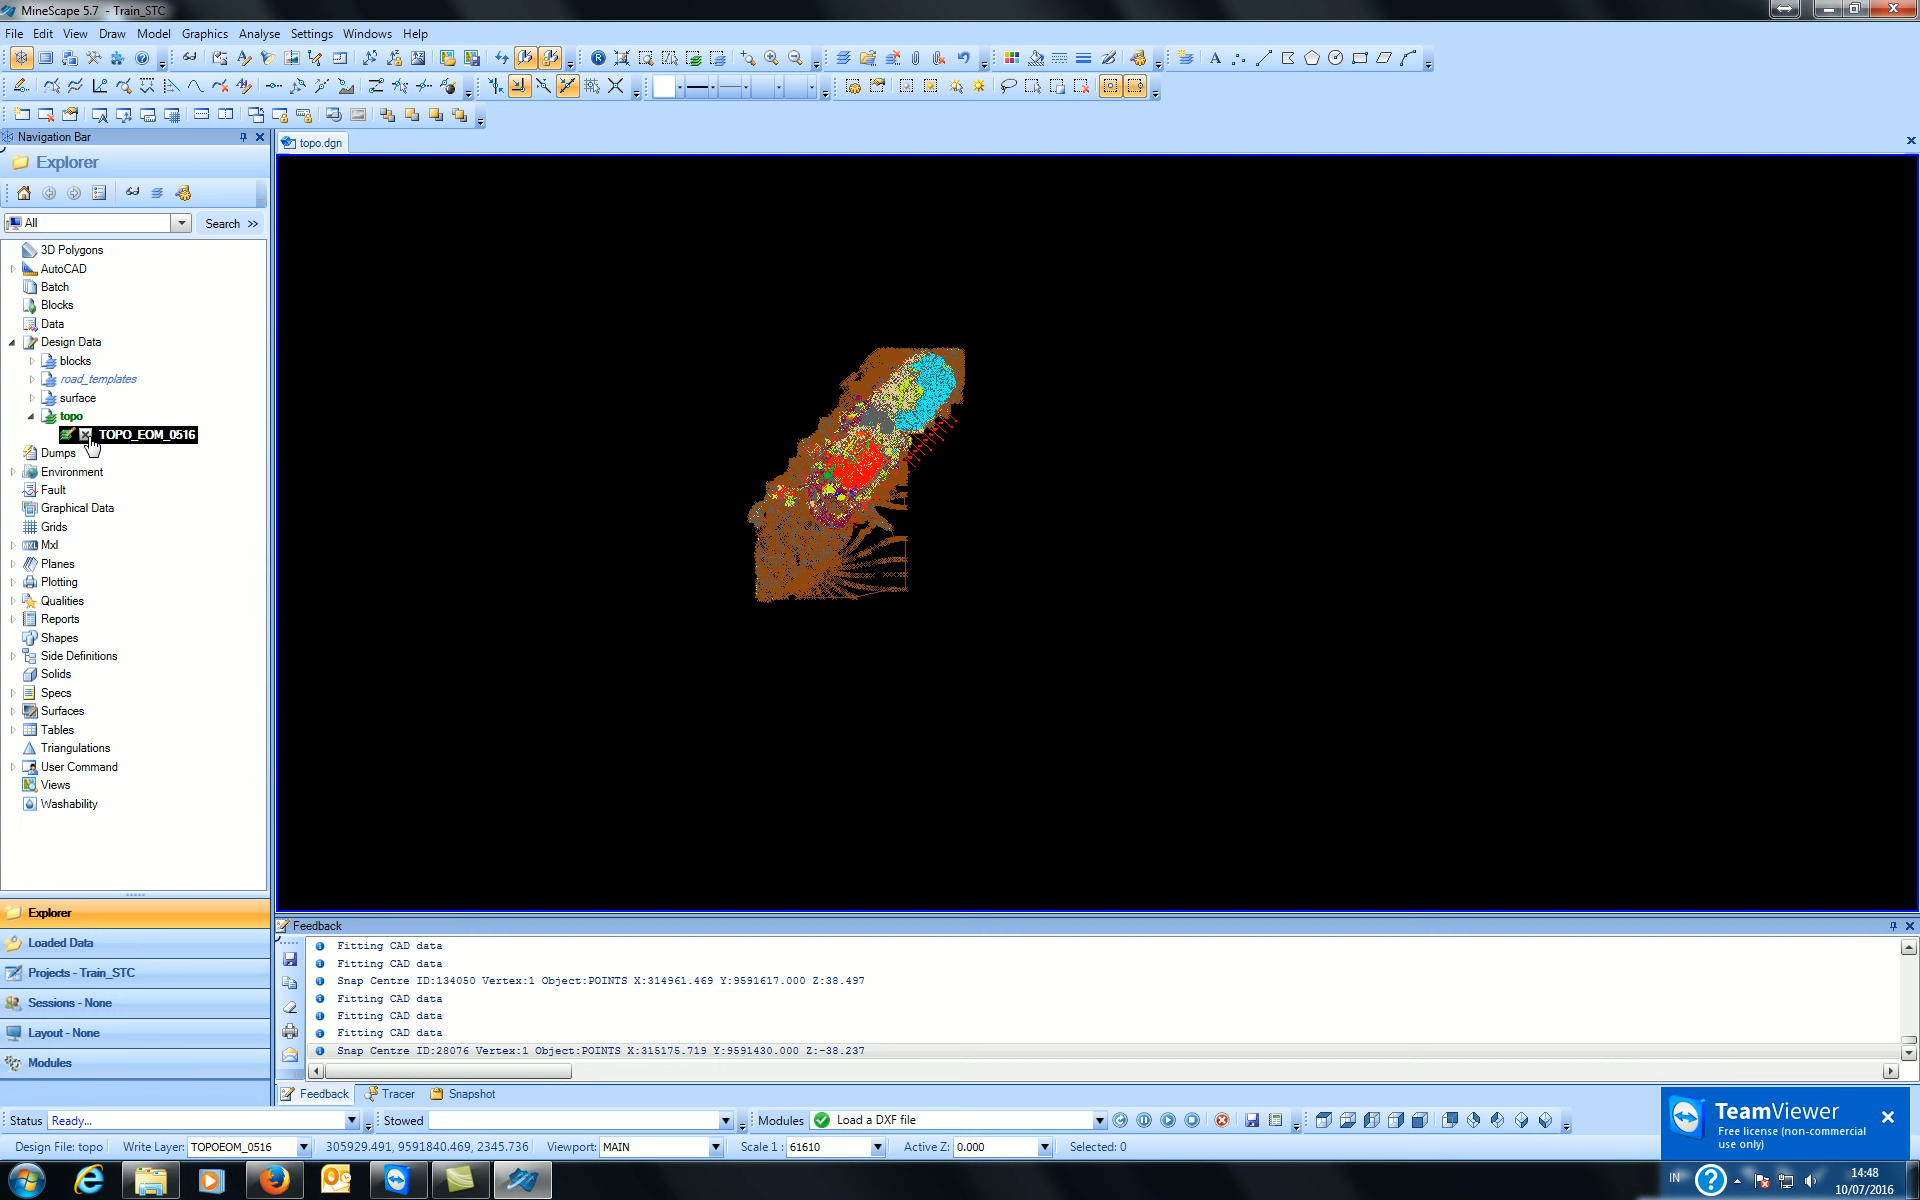 MineScape 5.7 - Train_STC
File Edit View Draw Model Graphics Analyse Settings Windows Help
Navigation Bar
topo.dgn
Explorer
All
Search »
3D Polygons
AutoCAD
Batch
Blocks
Data
Design Data
blocks
road_templates
surface
topo
TOPO_EOM_0516
Dumps
Environment
Fault
Graphical Data
Grids
Mxl
Planes
Plotting
Qualities
Reports
Shapes
Side Definitions
Solids
Specs
Surfaces
Tables
Triangulations
User Command
Views
Washability
Explorer
Loaded Data
Projects - Train_STC
Sessions - None
Layout - None
Modules
Feedback
Fitting CAD data
Fitting CAD data
Snap Centre ID:134050 Vertex:1 Object:POINTS X:314961.469 Y:9591617.000 Z:38.497
Fitting CAD data
Fitting CAD data
Fitting CAD data
Snap Centre ID:28076 Vertex:1 Object:POINTS X:315175.719 Y:9591430.000 Z:-38.237
Feedback Tracer Snapshot
Status Ready... Stowed Modules Load a DXF file
Design File: topo Write Layer: TOPOEOM_0516 305929.491, 9591840.469, 2345.736 Viewport: MAIN Scale 1 : 61610 Active Z: 0.000 Selected: 0
TeamViewer
Free license (non-commercial
use only)
IN
14:48
10/07/2016